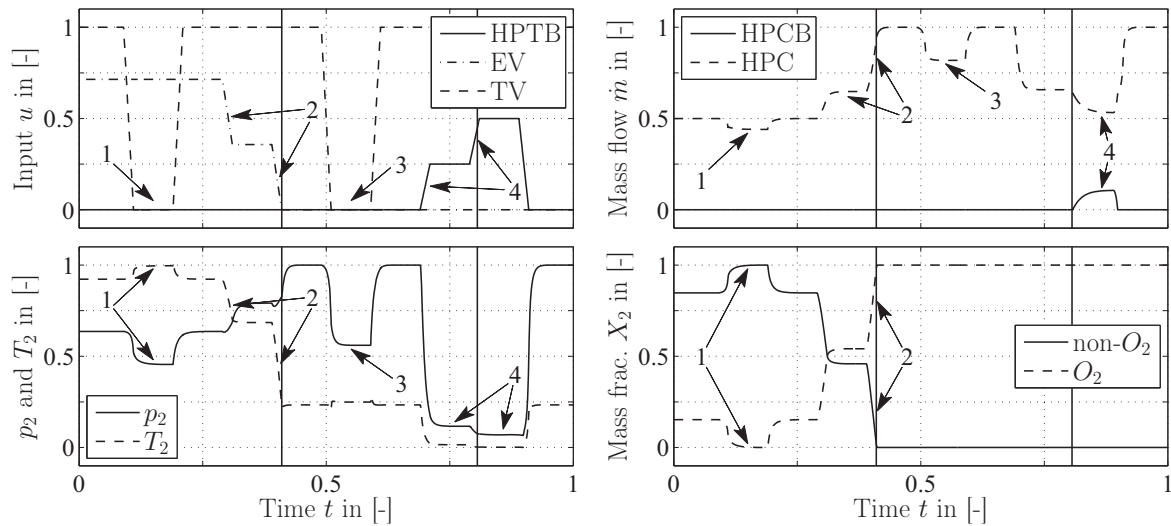 Input u in [-]
1
0.5
0
HPTB
EV
TV
1
2
3
4
Mass flow ṁ in [-]
1
0.5
0
HPCB
HPC
1
2
3
4
p₂ and T₂ in [-]
1
0.5
0
p₂
T₂
1
2
3
4
0
0.5
1
Time t in [-]
Mass frac. X₂ in [-]
1
0.5
0
non-O₂
O₂
1
2
0
0.5
1
Time t in [-]